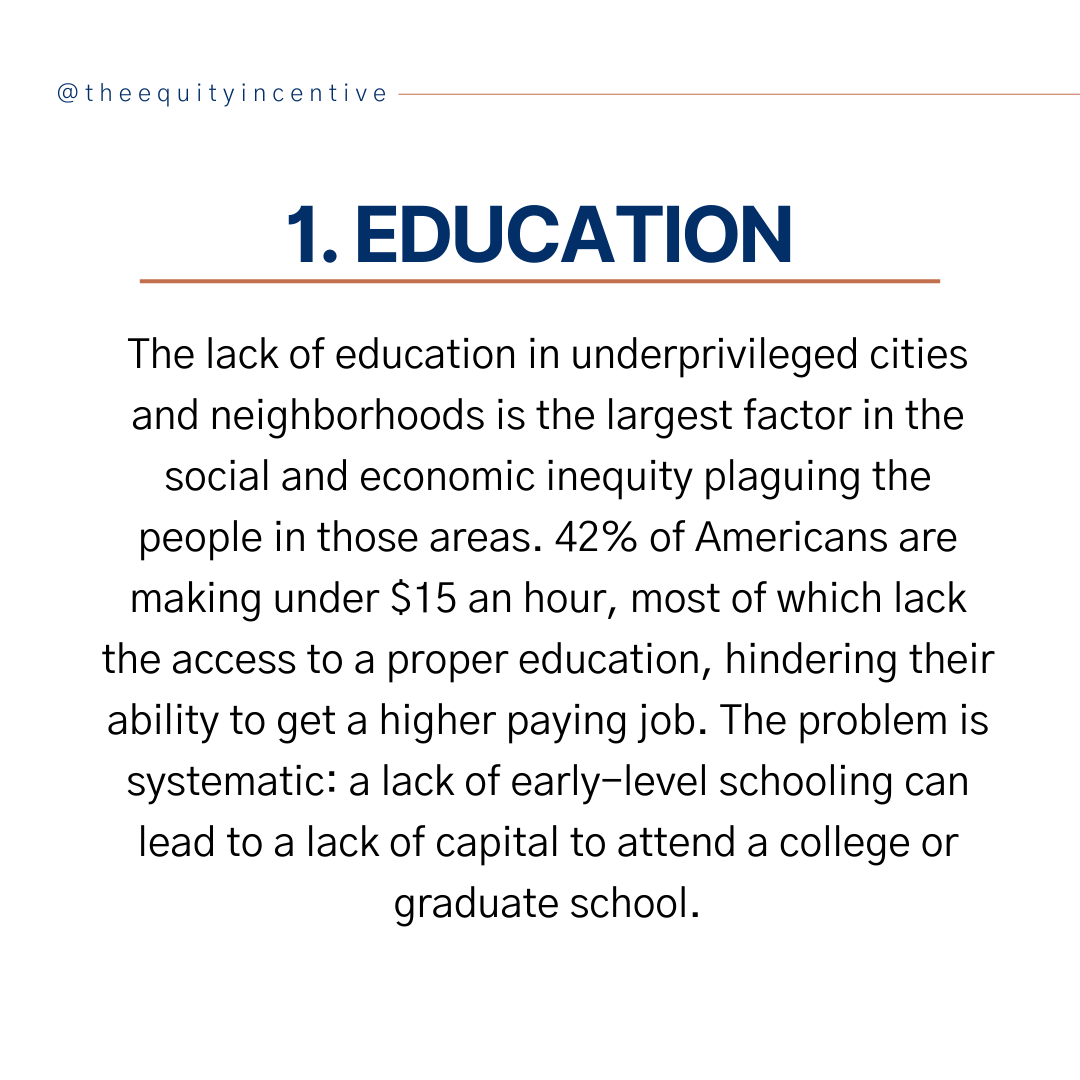 @theequityincentive
1. EDUCATION
The lack of education in underprivileged cities
and neighborhoods is the largest factor in the
social and economic inequity plaguing the
people in those areas. 42% of Americans are
making under $15 an hour, most of which lack
the access to a proper education, hindering their
ability to get a higher paying job. The problem is
systematic: a lack of early-level schooling can
lead to a lack of capital to attend a college or
graduate school.